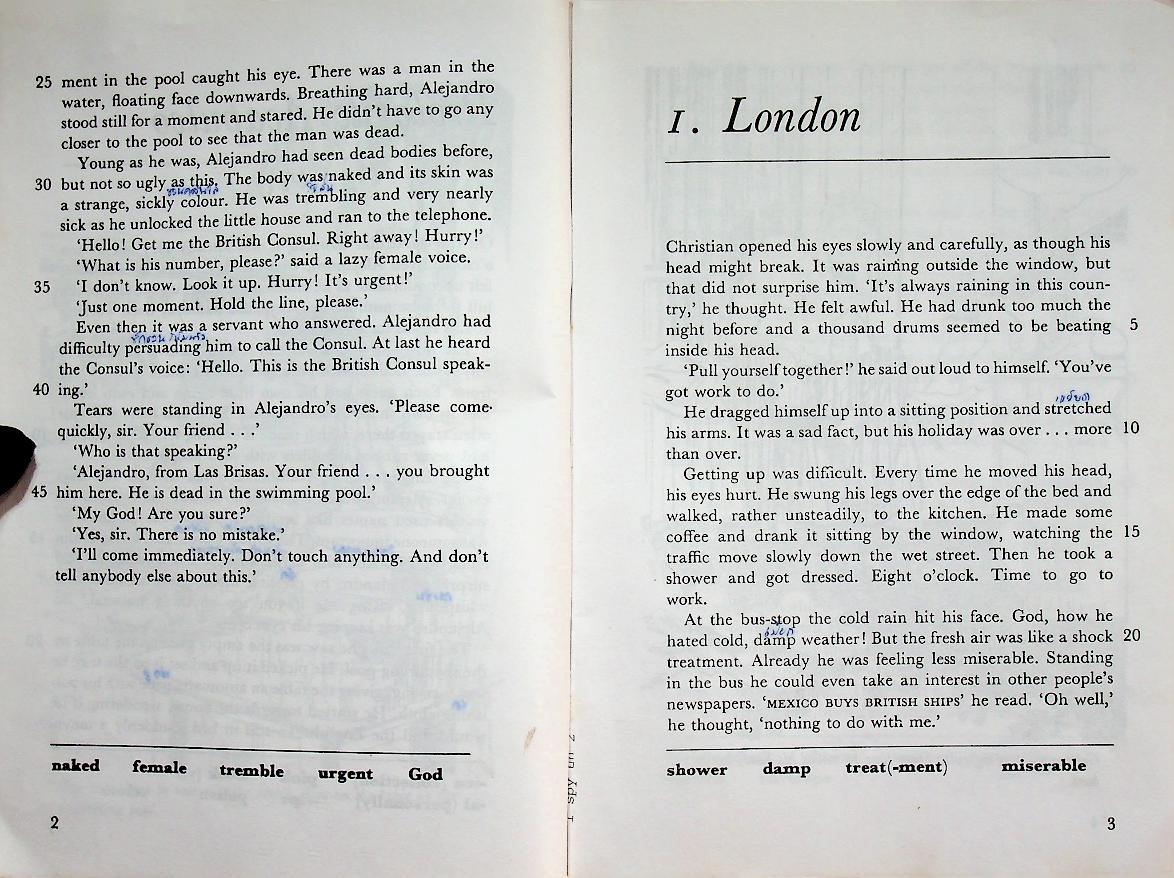 25 ment in the pool caught his eye. There was a man in the
water, floating face downwards. Breathing hard, Alejandro
stood still for a moment and stared. He didn't have to go any
closer to the pool to see that the man was dead.
Young as he was, Alejandro had seen dead bodies before,
30 but not so ugly as this. The body was naked and its skin was
a strange, sickly colour. He was trembling and very nearly
sick as he unlocked the little house and ran to the telephone.
'Hello! Get me the British Consul. Right away! Hurry!'
'What is his number, please?' said a lazy female voice.
35 'I don't know. Look it up. Hurry! It's urgent!'
'Just one moment. Hold the line, please.'
Even then it was a servant who answered. Alejandro had
difficulty persuading him to call the Consul. At last he heard
the Consul's voice: 'Hello. This is the British Consul speak-
40 ing.'
Tears were standing in Alejandro's eyes. 'Please come
quickly, sir. Your friend . . .'
'Who is that speaking?'
'Alejandro, from Las Brisas. Your friend . . . you brought
45 him here. He is dead in the swimming pool.'
'My God! Are you sure?'
'Yes, sir. There is no mistake.'
'I'll come immediately. Don't touch anything. And don't
tell anybody else about this.'
naked female tremble urgent God
2
I spy un 2
1. London
Christian opened his eyes slowly and carefully, as though his
head might break. It was raining outside the window, but
that did not surprise him. 'It's always raining in this coun-
try,' he thought. He felt awful. He had drunk too much the
night before and a thousand drums seemed to be beating 5
inside his head.
'Pull yourself together!' he said out loud to himself. 'You've
got work to do.'
He dragged himself up into a sitting position and stretched
his arms. It was a sad fact, but his holiday was over . . . more 10
than over.
Getting up was difficult. Every time he moved his head,
his eyes hurt. He swung his legs over the edge of the bed and
walked, rather unsteadily, to the kitchen. He made some
coffee and drank it sitting by the window, watching the 15
traffic move slowly down the wet street. Then he took a
shower and got dressed. Eight o'clock. Time to go to
work.
At the bus-stop the cold rain hit his face. God, how he
hated cold, damp weather! But the fresh air was like a shock 20
treatment. Already he was feeling less miserable. Standing
in the bus he could even take an interest in other people's
newspapers. 'MEXICO BUYS BRITISH SHIPS' he read. 'Oh well,'
he thought, 'nothing to do with me.'
shower damp treat(-ment) miserable
3